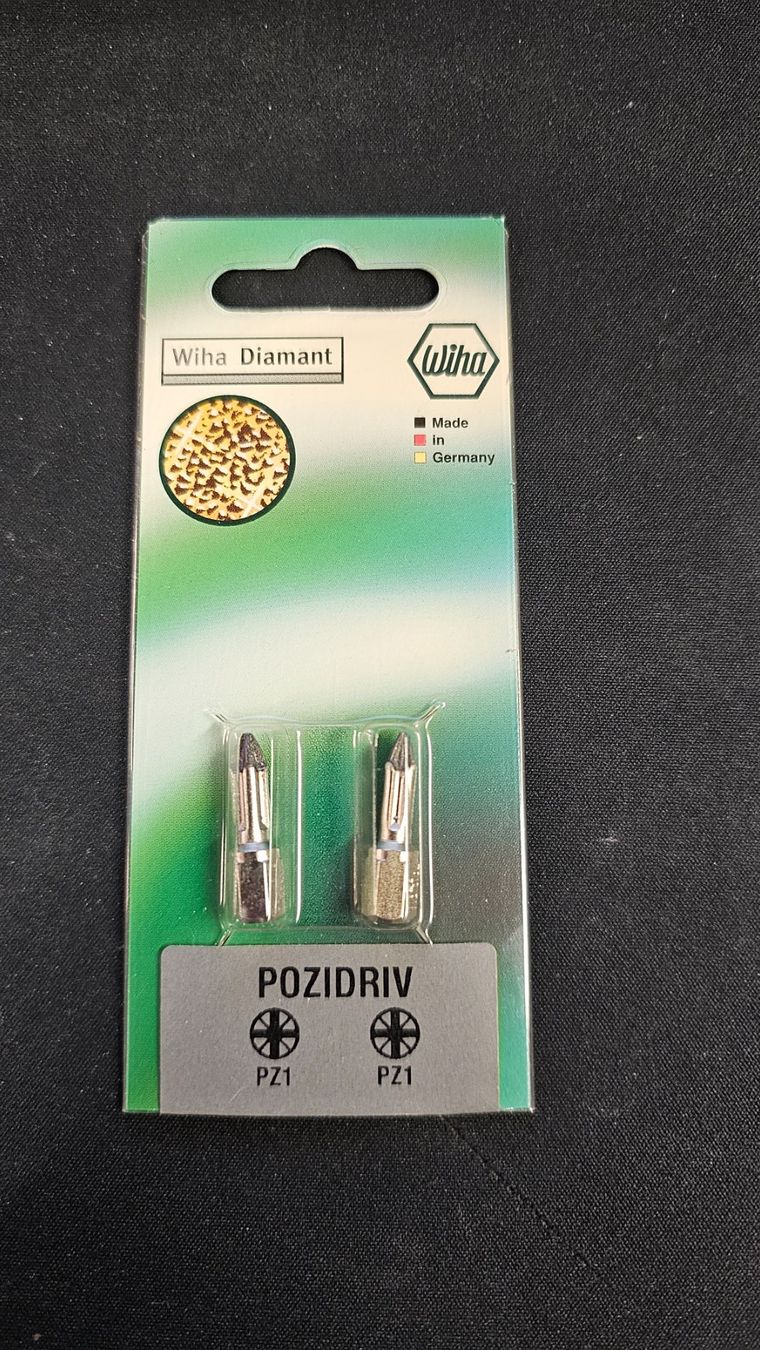 Wiha Diamant
Wiha
Made
in
Germany
POZIDRIV
PZ1 PZ1